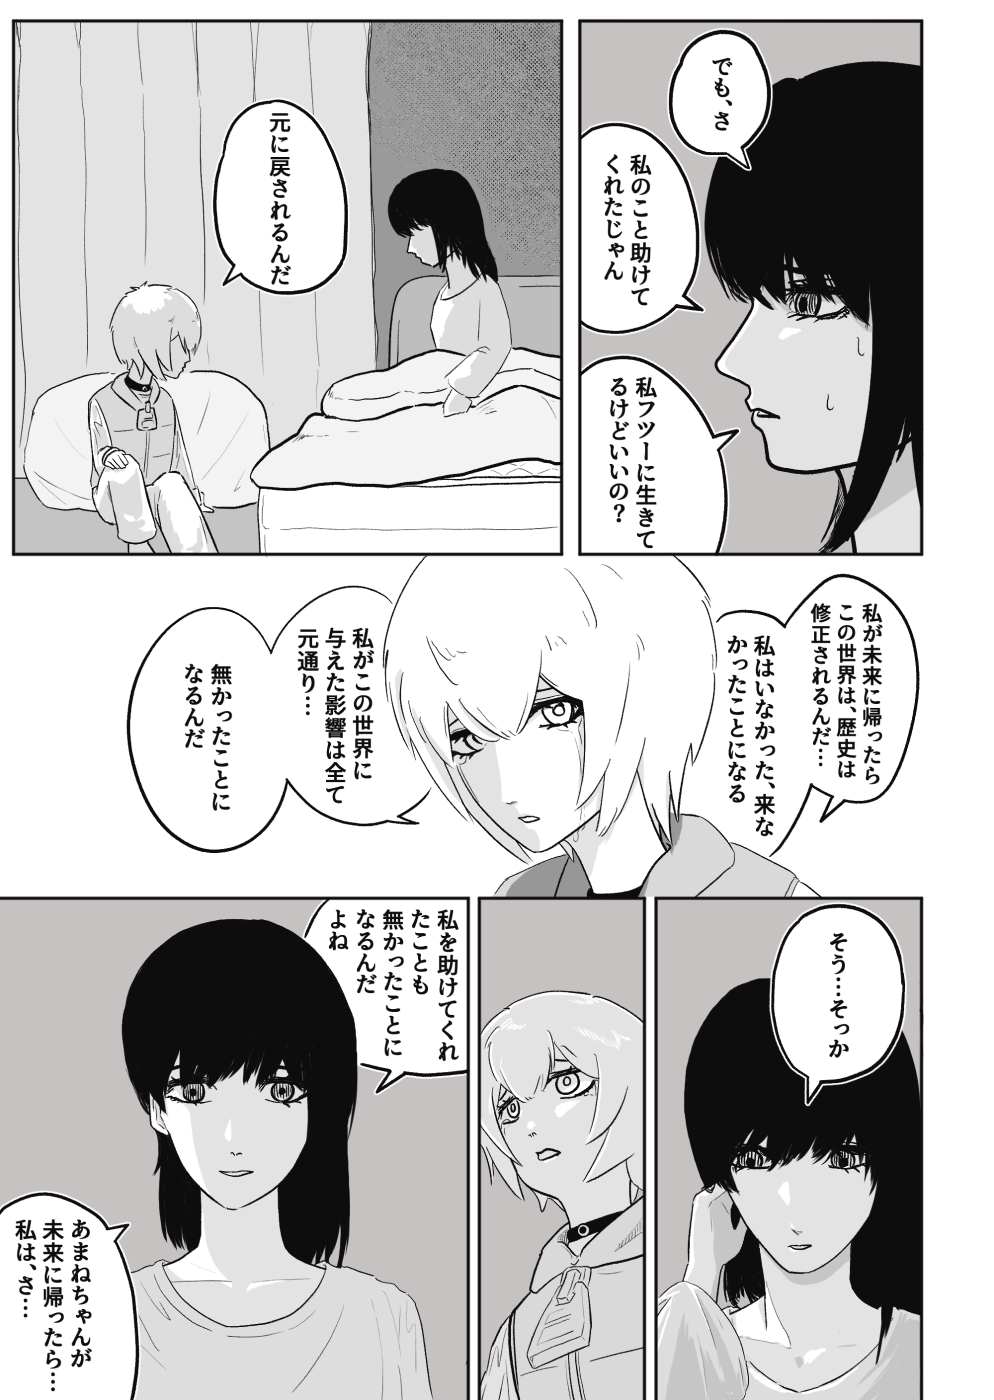 でも、さ
私のこと助けて
くれたじゃん
私フツーに生きて
るけどいいの?
元に戻されるんだ
私が未来に帰ったら
この世界は、歴史は
修正されるんだ…
私はいなかった、来な
かったことになる
私がこの世界に
与えた影響は全て
元通り…
無かったことに
なるんだ
そう…そっか
私を助けてくれ
たことも
無かったことに
なるんだ
よね
あまねちゃんが
未来に帰ったら…
私は、さ…